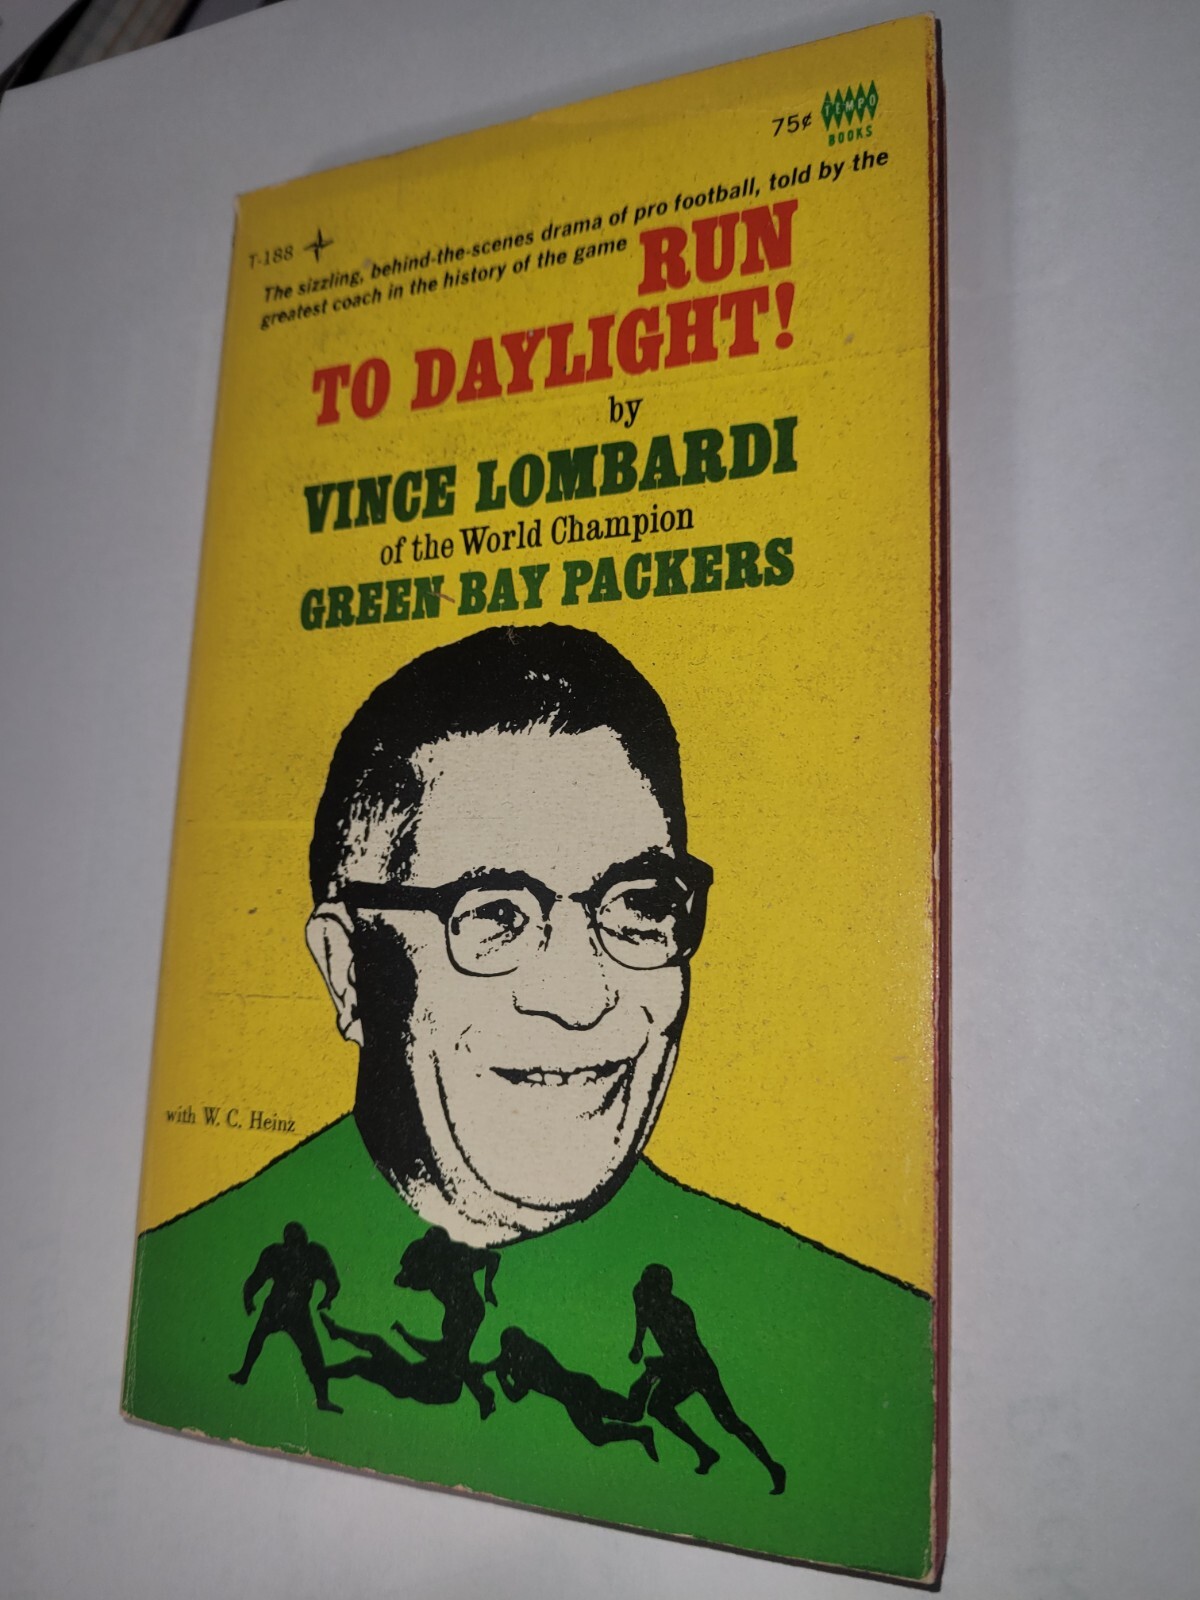 75¢ TEMPO
BOOKS
T-188
The sizzling, behind-the-scenes drama of pro football, told by the
greatest coach in the history of the game
RUN
TO DAYLIGHT!
by
VINCE LOMBARDI
of the World Champion
GREEN BAY PACKERS
with W. C. Heinz